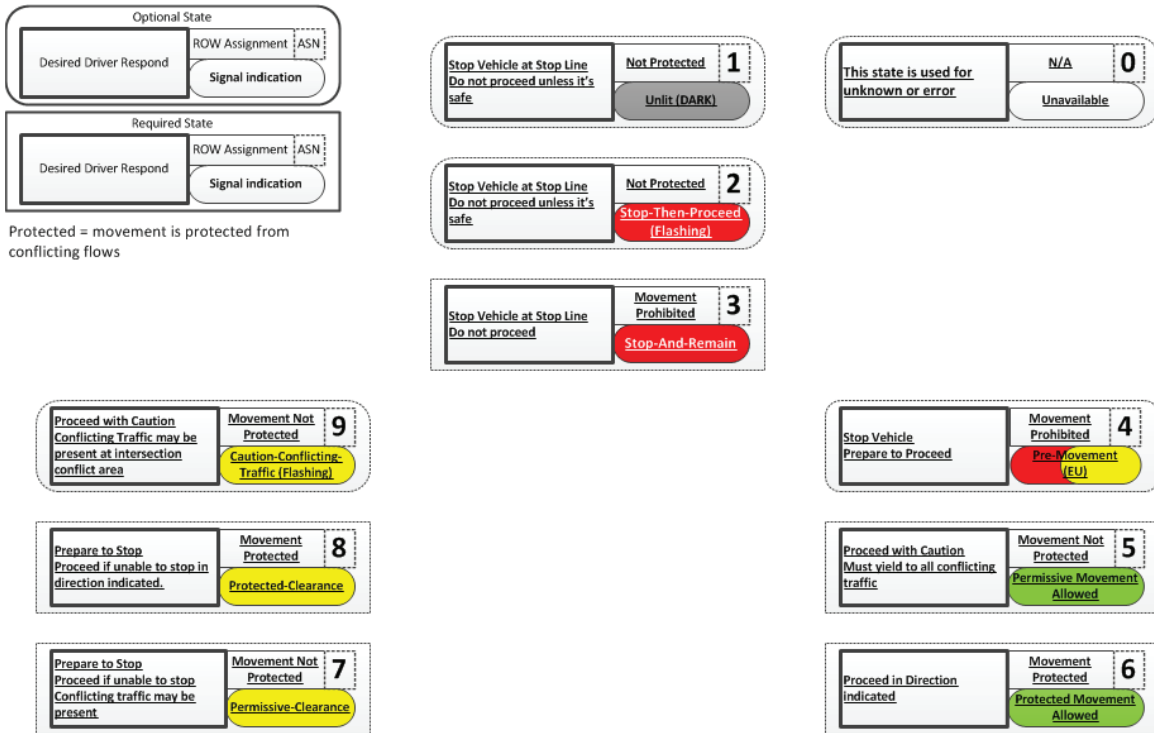 Optional State
Desired Driver Respond
ROW Assignment
ASN
Signal indication
Required State
Desired Driver Respond
ROW Assignment
ASN
Signal indication
Protected = movement is protected from
conflicting flows
Stop Vehicle at Stop Line
Do not proceed unless it's
safe
Not Protected
1
Unlit (DARK)
This state is used for
unknown or error
N/A
0
Unavailable
Stop Vehicle at Stop Line
Do not proceed unless it's
safe
Not Protected
2
Stop-Then-Proceed
(Flashing)
Stop Vehicle at Stop Line
Do not proceed
Movement
Prohibited
3
Stop-And-Remain
Proceed with Caution
Conflicting Traffic may be
present at intersection
conflict area
Movement Not
Protected
9
Caution-Conflicting-
Traffic (Flashing)
Stop Vehicle
Prepare to Proceed
Movement
Prohibited
4
Pre-Movement
(EU)
Prepare to Stop
Proceed if unable to stop in
direction indicated.
Movement
Protected
8
Protected-Clearance
Proceed with Caution
Must yield to all conflicting
traffic
Movement Not
Protected
5
Permissive Movement
Allowed
Prepare to Stop
Proceed if unable to stop
Conflicting traffic may be
present
Movement Not
Protected
7
Permissive-Clearance
Proceed in Direction
indicated
Movement
Protected
6
Protected Movement
Allowed